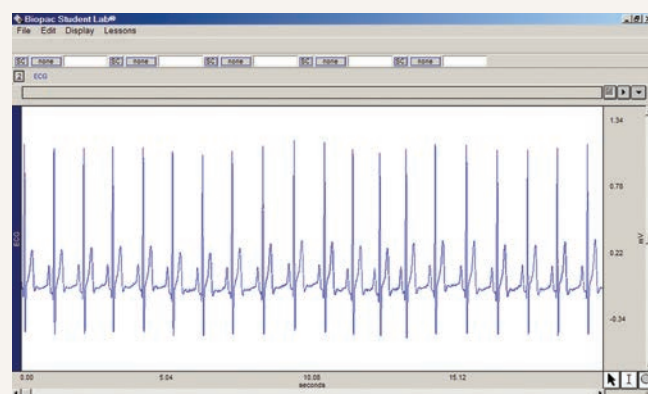 Biopac Student Lab®
File Edit Display Lessons
SC none SC none SC none SC none SC none
2 ECG
1.34
0.78
0.22
-0.34
mV
ECG
0.00 5.04 10.08 15.12
seconds